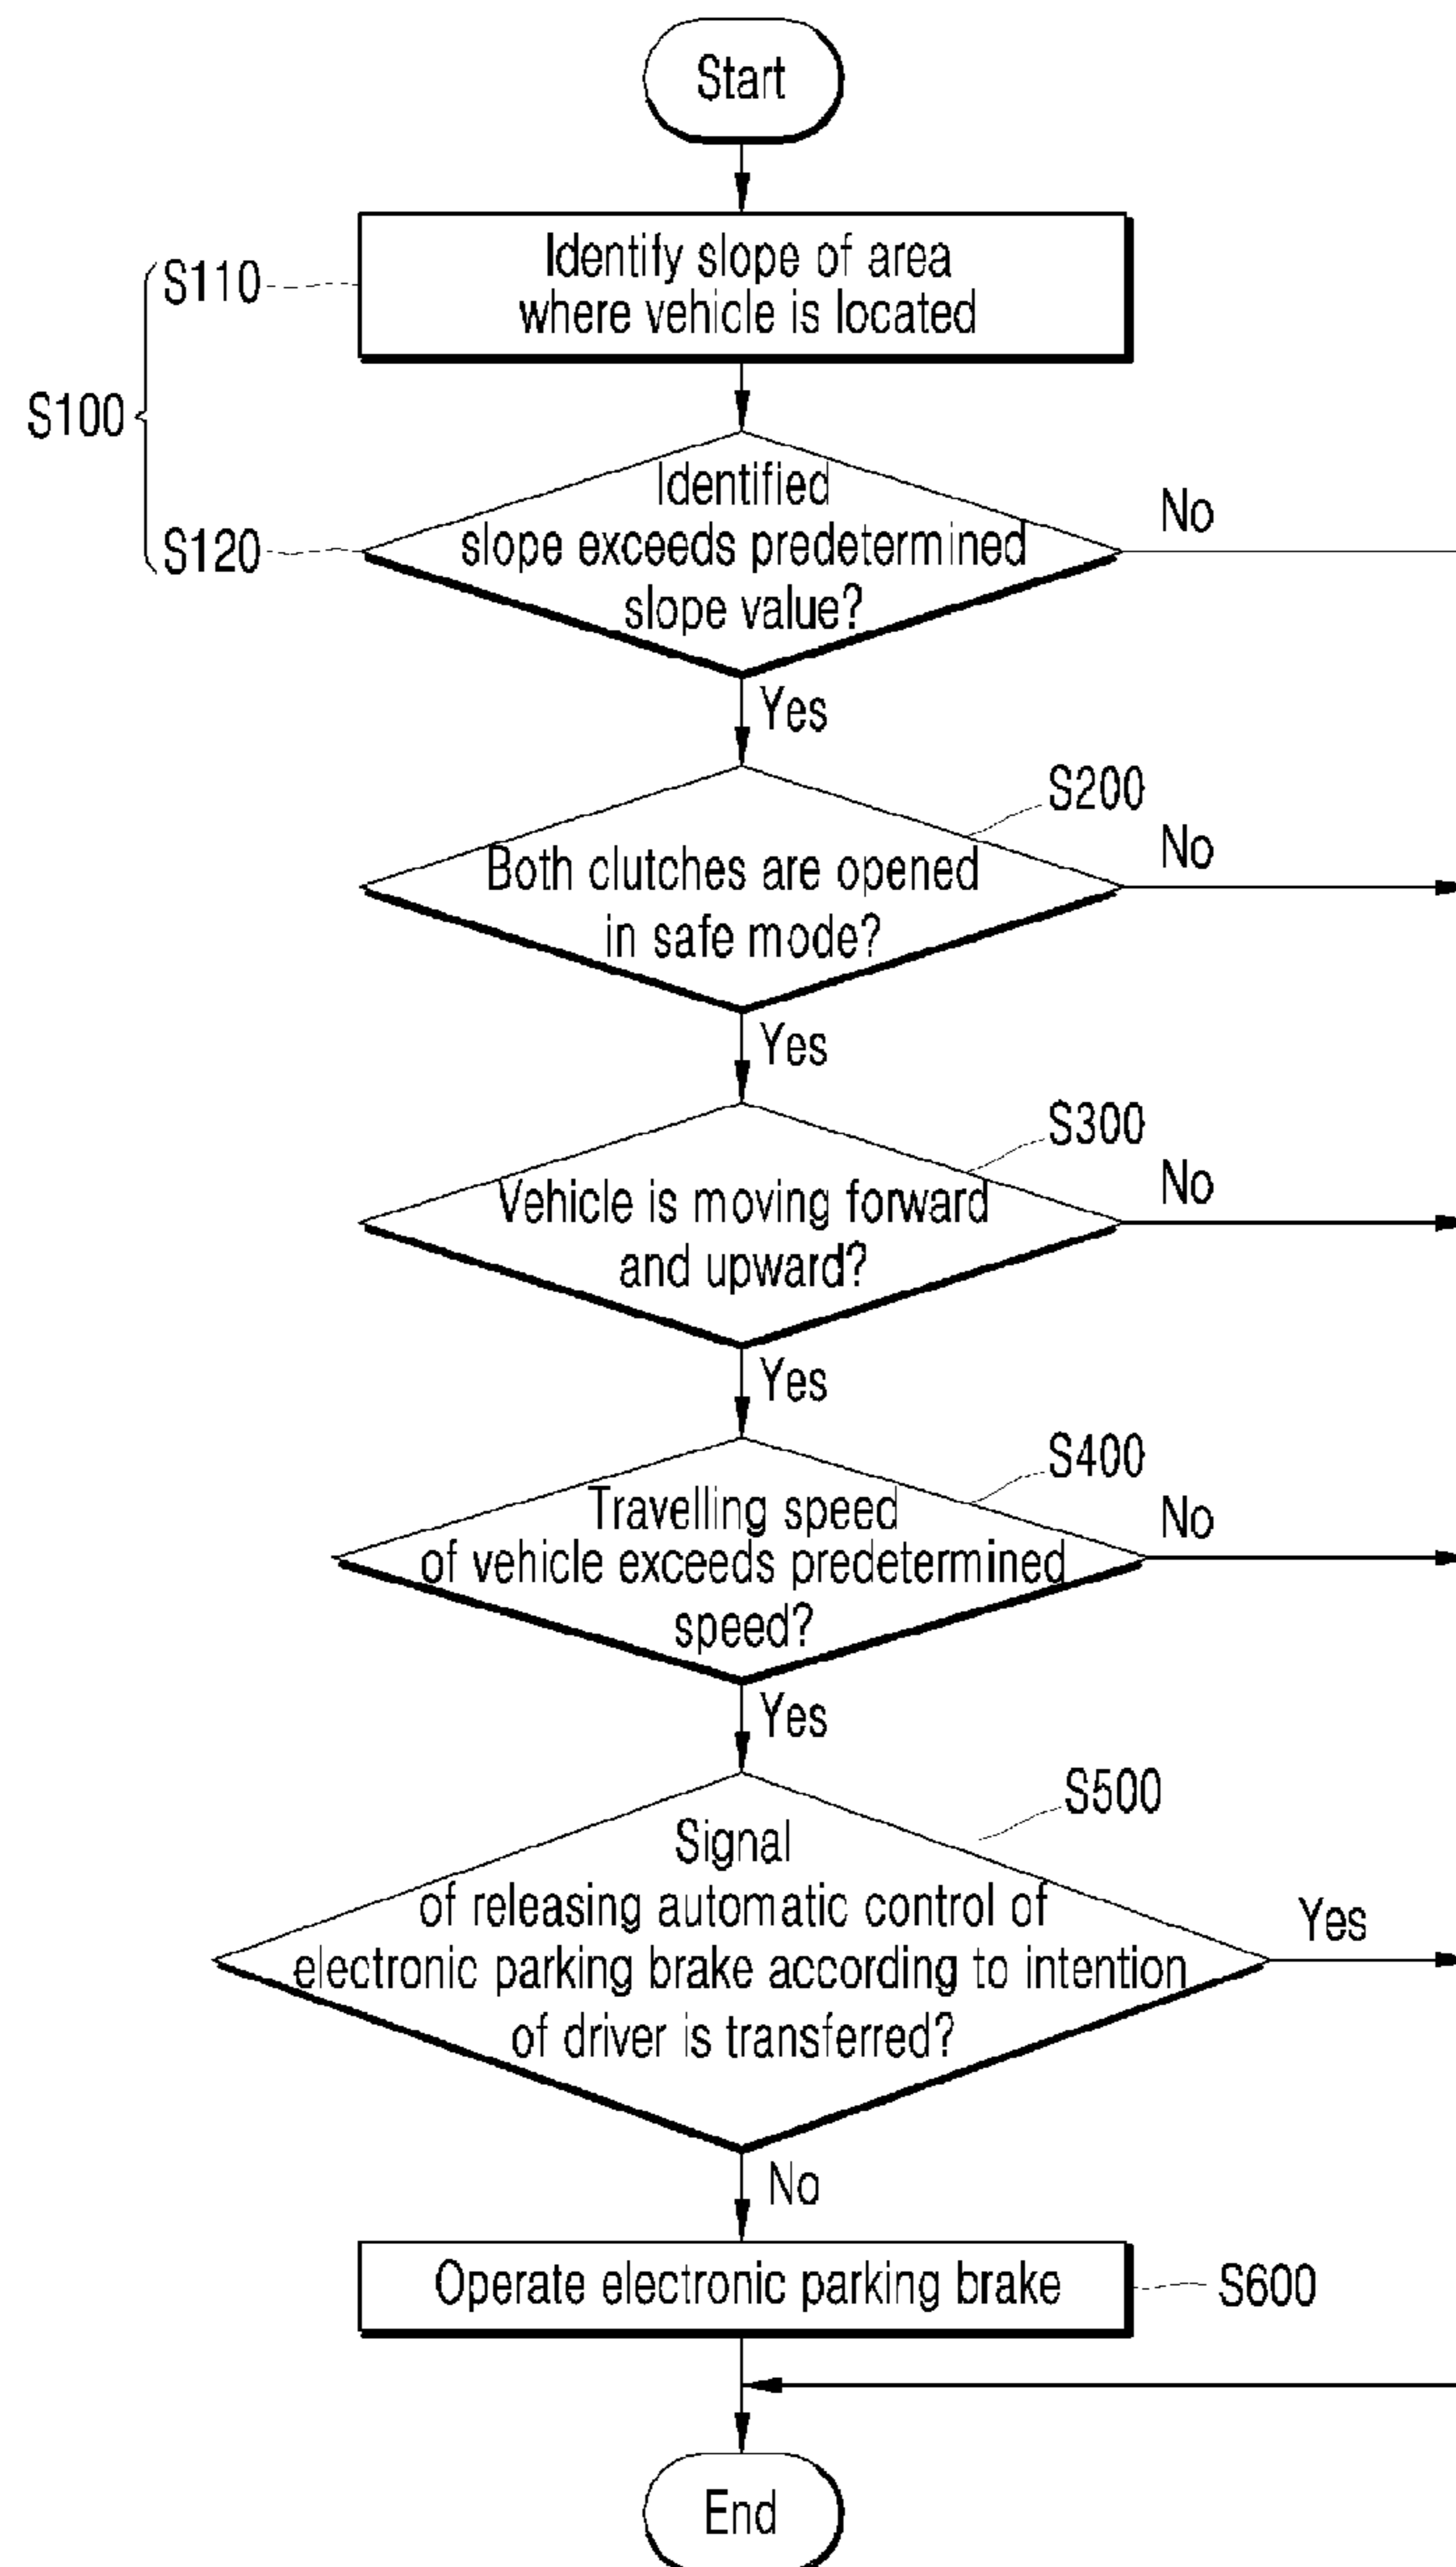 Start
S110
Identify slope of area
where vehicle is located
S100
S120
Identified
slope exceeds predetermined
slope value?
No
Yes
S200
Both clutches are opened
in safe mode?
No
Yes
S300
Vehicle is moving forward
and upward?
No
Yes
S400
Travelling speed
of vehicle exceeds predetermined
speed?
No
Yes
S500
Signal
of releasing automatic control of
electronic parking brake according to intention
of driver is transferred?
Yes
No
Operate electronic parking brake
S600
End